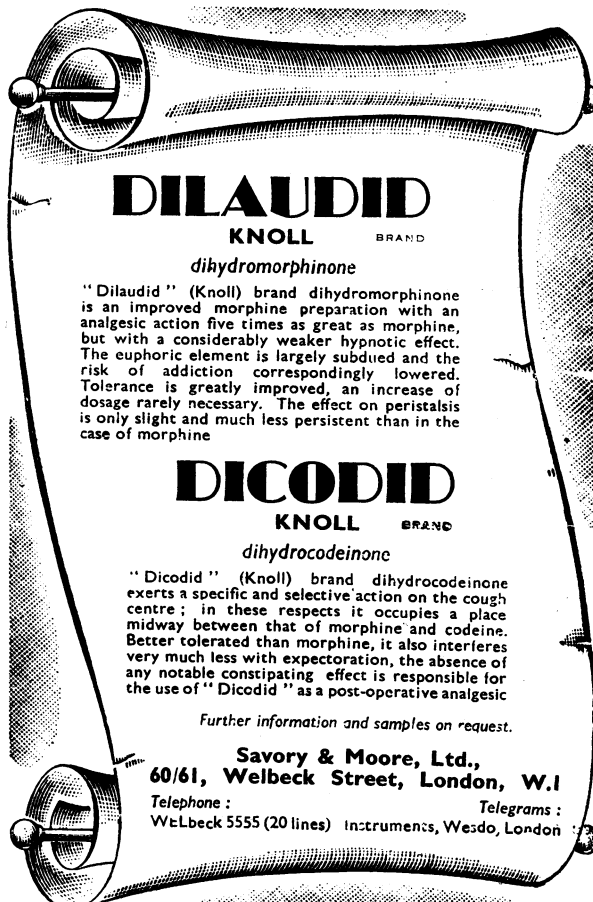 DILAUDID
KNOLL BRAND
dihydromorphinone
"Dilaudid" (Knoll) brand dihydromorphinone
is an improved morphine preparation with an
analgesic action five times as great as morphine,
but with a considerably weaker hypnotic effect.
The euphoric element is largely subdued and the
risk of addiction correspondingly lowered.
Tolerance is greatly improved, an increase of
dosage rarely necessary. The effect on peristalsis
is only slight and much less persistent than in the
case of morphine
DICODID
KNOLL BRAND
dihydrocodeinone
"Dicodid" (Knoll) brand dihydrocodeinone
exerts a specific and selective action on the cough
centre; in these respects it occupies a place
midway between that of morphine and codeine.
Better tolerated than morphine, it also interferes
very much less with expectoration, the absence of
any notable constipating effect is responsible for
the use of "Dicodid" as a post-operative analgesic
Further information and samples on request.
Savory & Moore, Ltd.,
60/61, Welbeck Street, London, W.1
Telephone: Telegrams:
WELbeck 5555 (20 lines) Instruments, Wesdo, London